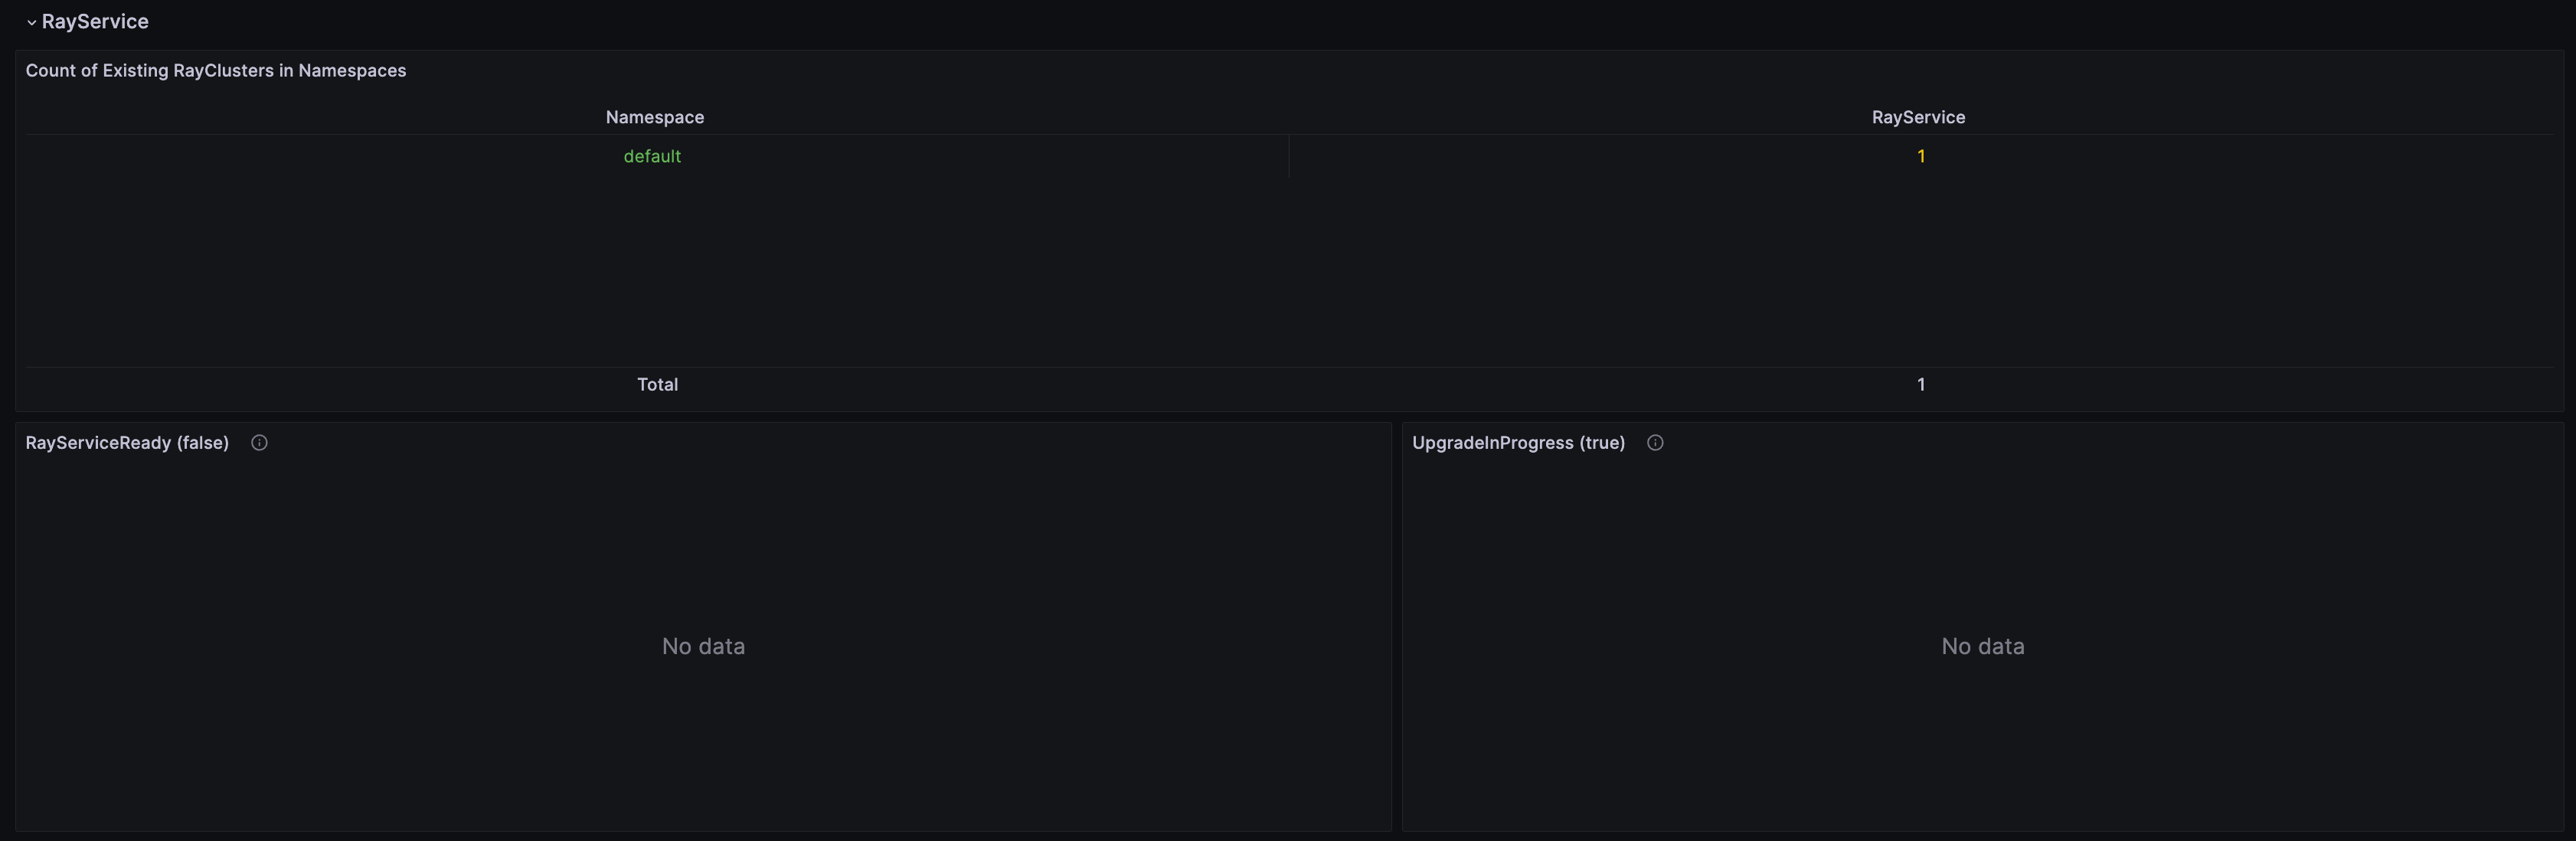 RayService
Count of Existing RayClusters in Namespaces
Namespace RayService
default 1
Total 1
RayServiceReady (false) UpgradeInProgress (true)
No data No data